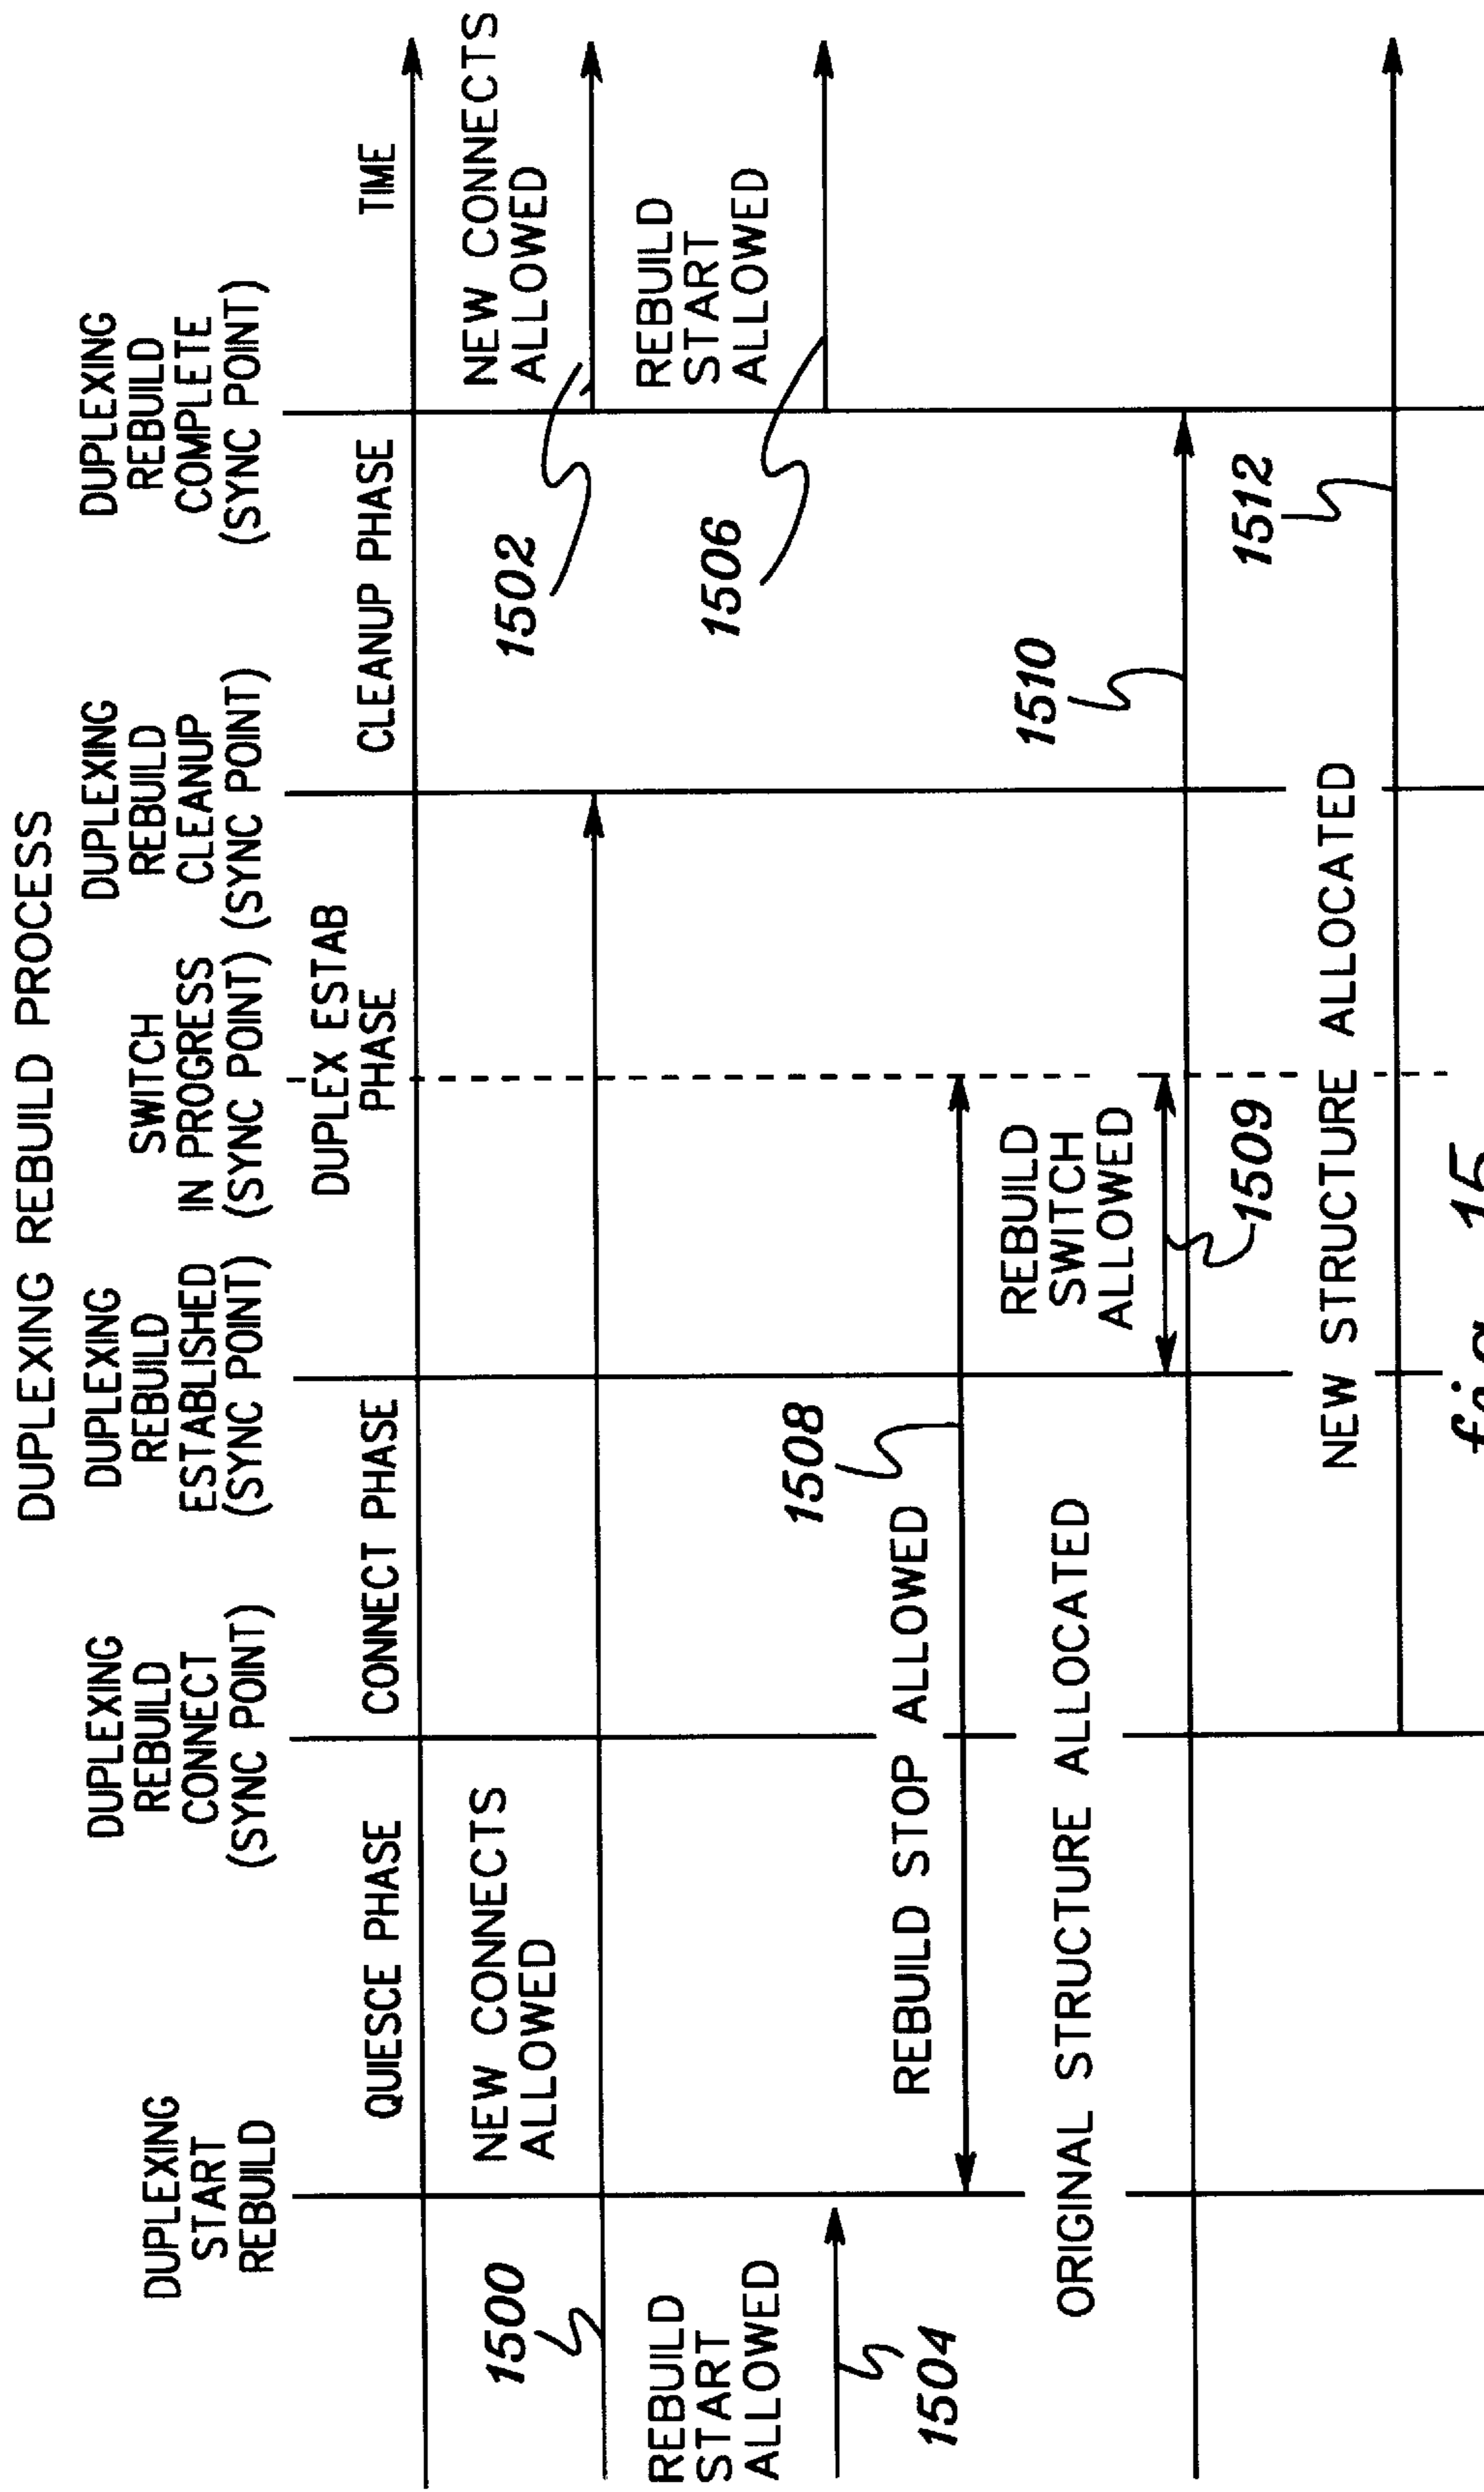 DUPLEXING REBUILD PROCESS
DUPLEXING
START
REBUILD
DUPLEXING
REBUILD
CONNECT
(SYNC POINT)
DUPLEXING
REBUILD
ESTABLISHED
(SYNC POINT)
SWITCH
IN PROGRESS
(SYNC POINT)
DUPLEXING
REBUILD
CLEANUP
(SYNC POINT)
DUPLEXING
REBUILD
COMPLETE
(SYNC POINT)
QUIESCE PHASE
CONNECT PHASE
DUPLEX ESTAB
PHASE
CLEANUP PHASE
TIME
1500
NEW CONNECTS
ALLOWED
1502
NEW CONNECTS
ALLOWED
REBUILD
START
ALLOWED
1504
1506
REBUILD
START
ALLOWED
REBUILD STOP ALLOWED
1508
REBUILD
SWITCH
ALLOWED
1509
ORIGINAL STRUCTURE ALLOCATED
1510
NEW STRUCTURE ALLOCATED
1512
fig. 15